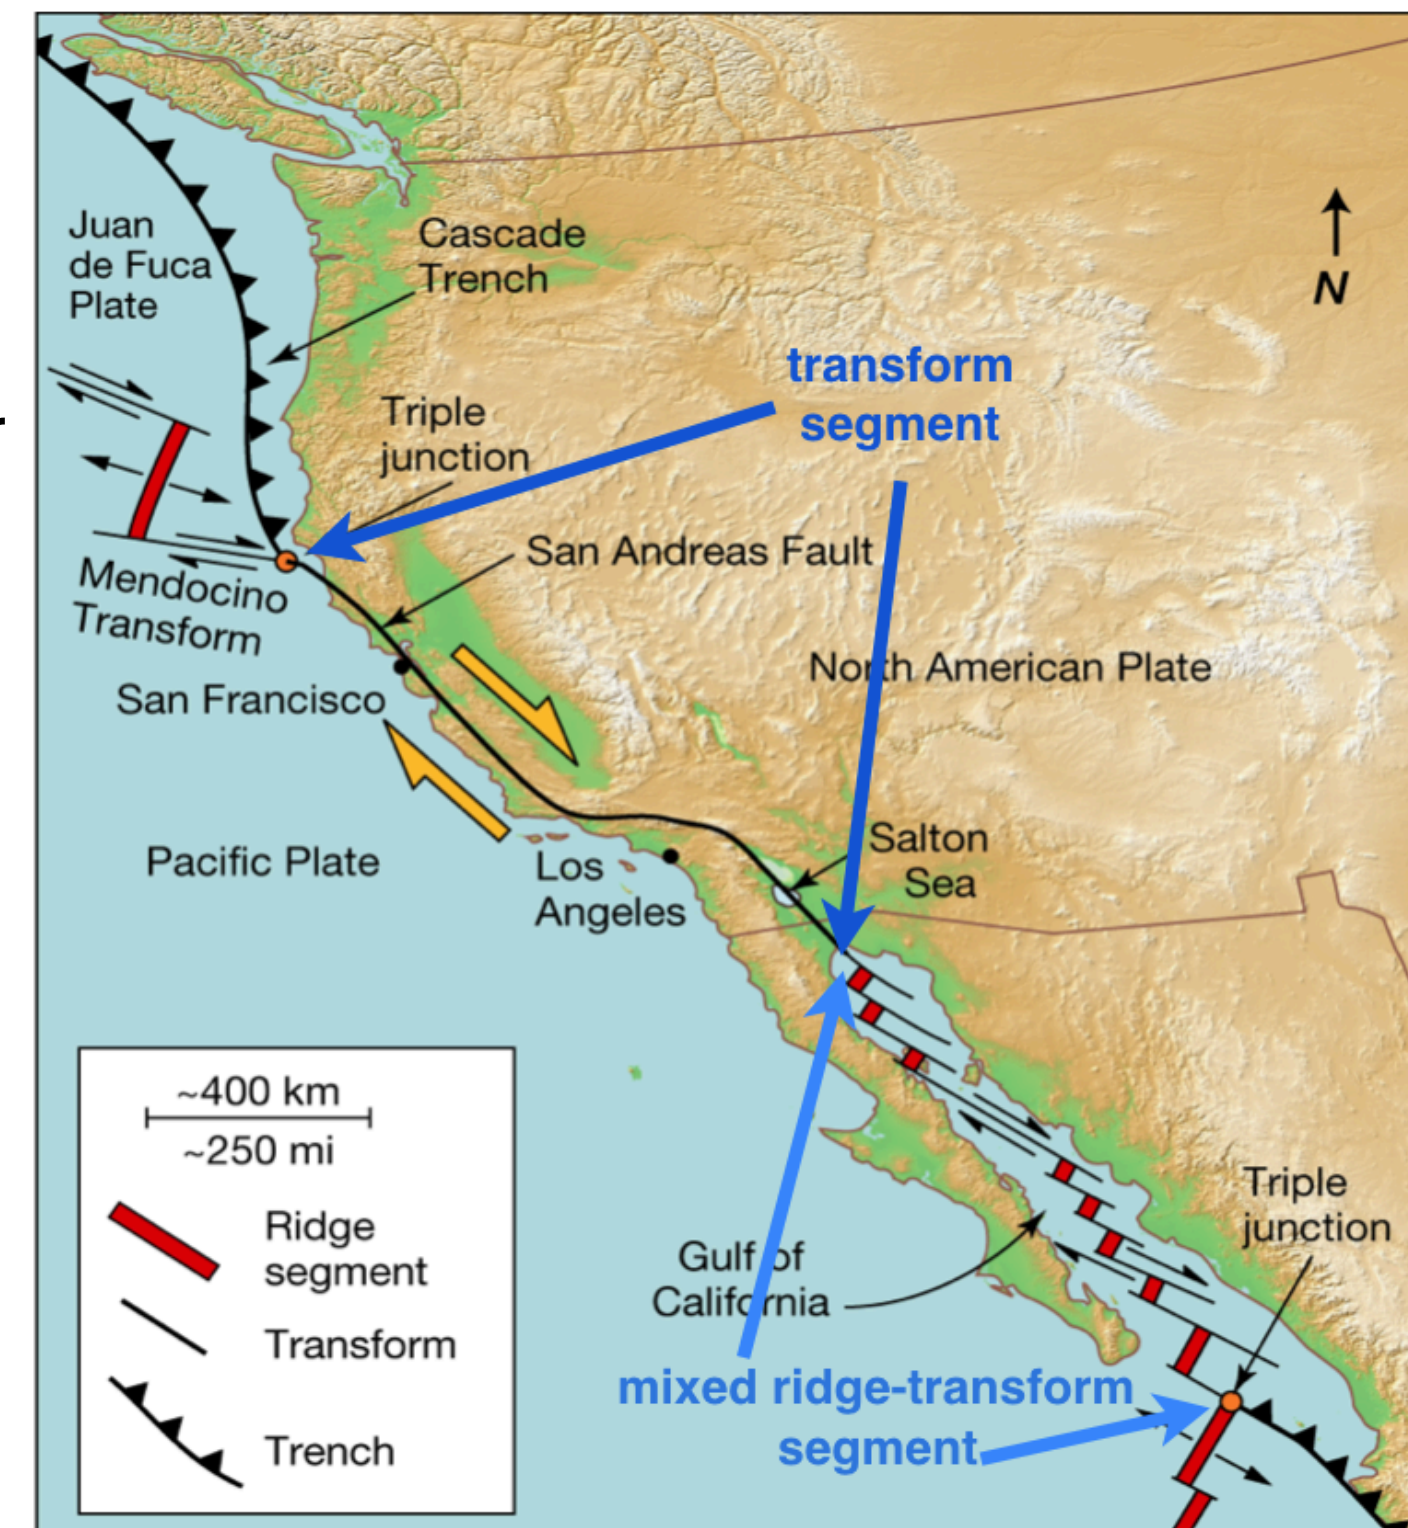 Juan
de Fuca
Plate
Cascade
Trench
N
transform
segment
Triple
junction
San Andreas Fault
Mendocino
Transform
North American Plate
San Francisco
Pacific Plate
Los
Angeles
Salton
Sea
~400 km
~250 mi
Ridge
segment
Transform
Trench
Gulf of
California
Triple
junction
mixed ridge-transform
segment